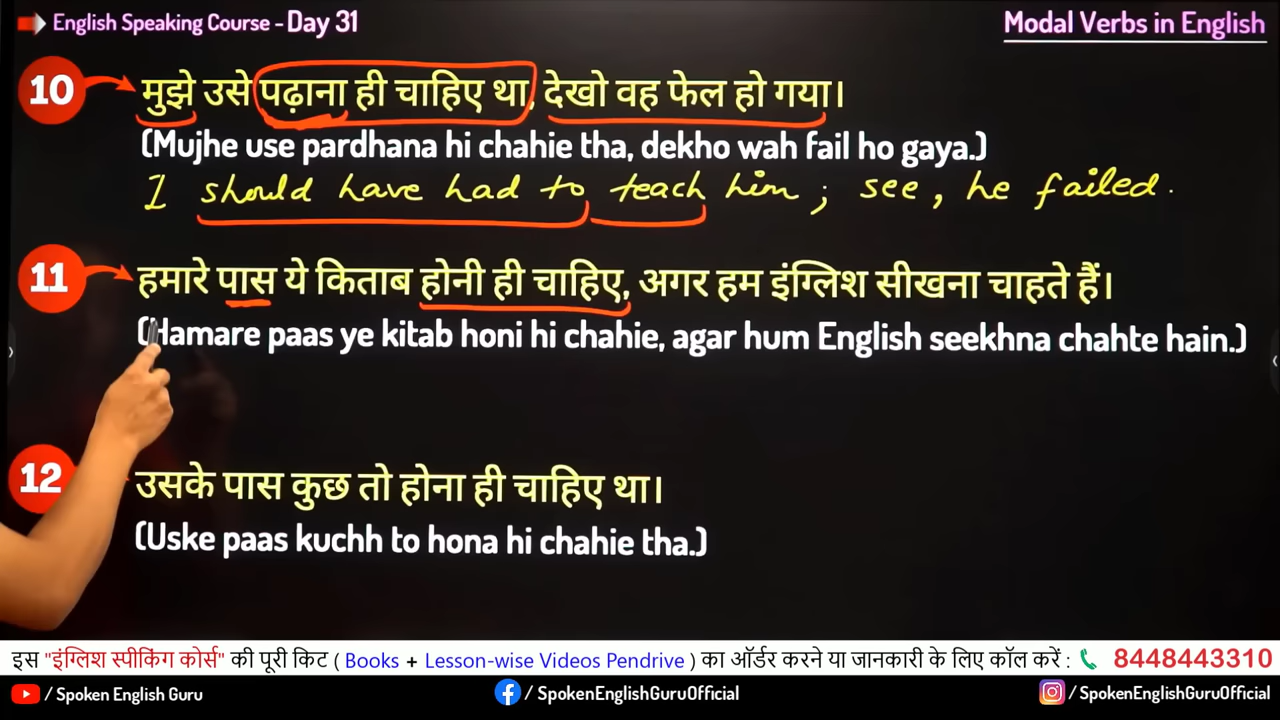 English Speaking Course - Day 31
Modal Verbs in English
10
मुझे उसे पढ़ाना ही चाहिए था, देखो वह फेल हो गया।
(Mujhe use pardhana hi chahie tha, dekho wah fail ho gaya.)
I should have had to teach him; see, he failed.
11
हमारे पास ये किताब होनी ही चाहिए, अगर हम इंग्लिश सीखना चाहते हैं।
(Hamare paas ye kitab honi hi chahie, agar hum English seekhna chahte hain.)
12
उसके पास कुछ तो होना ही चाहिए था।
(Uske paas kuchh to hona hi chahie tha.)
इस "इंग्लिश स्पीकिंग कोर्स" की पूरी किट ( Books + Lesson-wise Videos Pendrive ) का ऑर्डर करने या जानकारी के लिए कॉल करें : 8448443310
/ Spoken English Guru
/ SpokenEnglishGuruOfficial
/ SpokenEnglishGuruOfficial